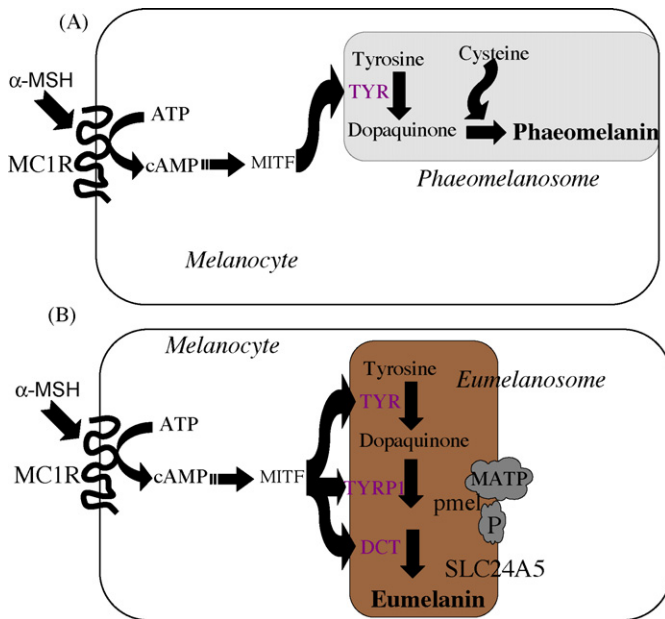 (A)
α-MSH
ATP
MC1R
cAMP
MITF
Tyrosine
Cysteine
TYR
Dopaquinone
Phaeomelanin
Phaeomelanosome
Melanocyte
(B)
Melanocyte
α-MSH
ATP
MC1R
cAMP
MITF
Tyrosine
Eumelanosome
TYR
Dopaquinone
TYRP1
pmel
MATP
P
DCT
SLC24A5
Eumelanin